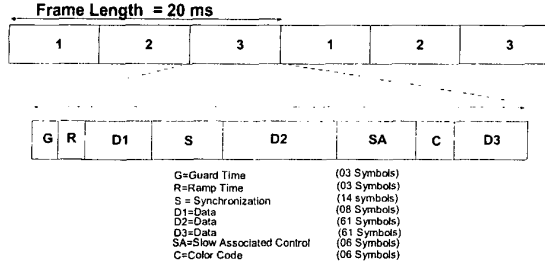 Frame Length = 20 ms
1 2 3 1 2 3
G R D1 S D2 SA C D3
G=Guard Time (03 Symbols)
R=Ramp Time (03 Symbols)
S = Synchronization (14 symbols)
D1=Data (08 Symbols)
D2=Data (61 Symbols)
D3=Data (61 Symbols)
SA=Slow Associated Control (06 Symbols)
C=Color Code (06 Symbols)